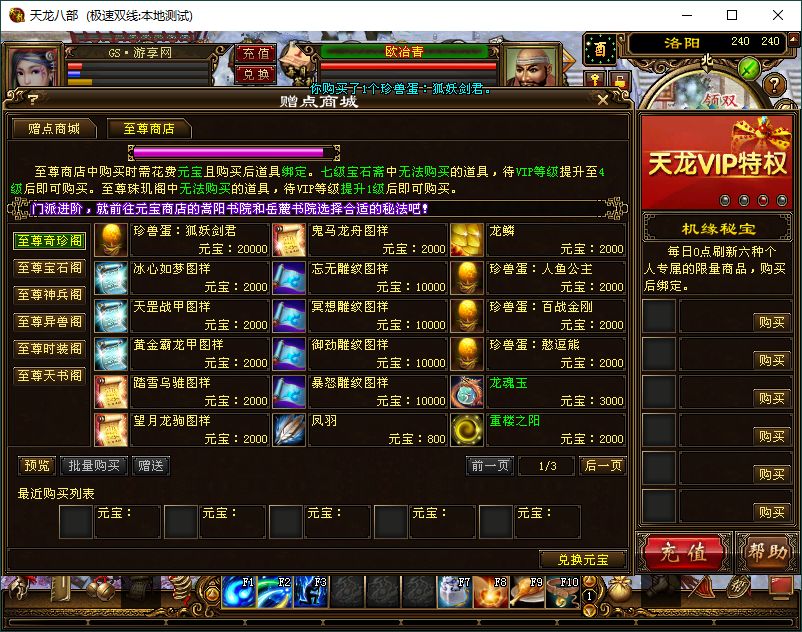 天龙八部 (极速双线:本地测试)
GS·游享网
充值
兑换
欧冶青
酉
洛阳
240 240
北
你购买了1个珍兽蛋：狐妖剑君。
? 赠点商城
领双
?
赠点商城 至尊商店
至尊商店中购买时需花费元宝且购买后道具绑定。七级宝石斋中无法购买的道具，待VIP等级提升至4
级后即可购买。至尊珠玑阁中无法购买的道具，待VIP等级提升1级后即可购买。
门派进阶，就前往元宝商店的嵩阳书院和岳麓书院选择合适的秘法吧！
至尊奇珍阁
至尊宝石阁
至尊神兵阁
至尊异兽阁
至尊时装阁
至尊天书阁
珍兽蛋：狐妖剑君
元宝：20000
鬼马龙舟图样
元宝：2000
龙鳞
元宝：2000
冰心如梦图样
元宝：2000
忘无雕纹图样
元宝：10000
珍兽蛋：人鱼公主
元宝：2000
天罡战甲图样
元宝：2000
冥想雕纹图样
元宝：10000
珍兽蛋：百战金刚
元宝：2000
黄金霸龙甲图样
元宝：2000
御劲雕纹图样
元宝：10000
珍兽蛋：憨逗熊
元宝：2000
踏雪乌骓图样
元宝：2000
暴怒雕纹图样
元宝：10000
龙魂玉
元宝：3000
望月龙驹图样
元宝：2000
凤羽
元宝：800
重楼之阳
元宝：2000
预览 批量购买 赠送
前一页 1/3 后一页
最近购买列表
元宝： 元宝： 元宝： 元宝： 元宝：
兑换元宝
天龙VIP特权
机缘秘宝
每日0点刷新六种个
人专属的限量商品，购买
后绑定。
购买
购买
购买
购买
购买
购买
充值 帮助
F1 F2 F3 F7 F8 F9 F10
1